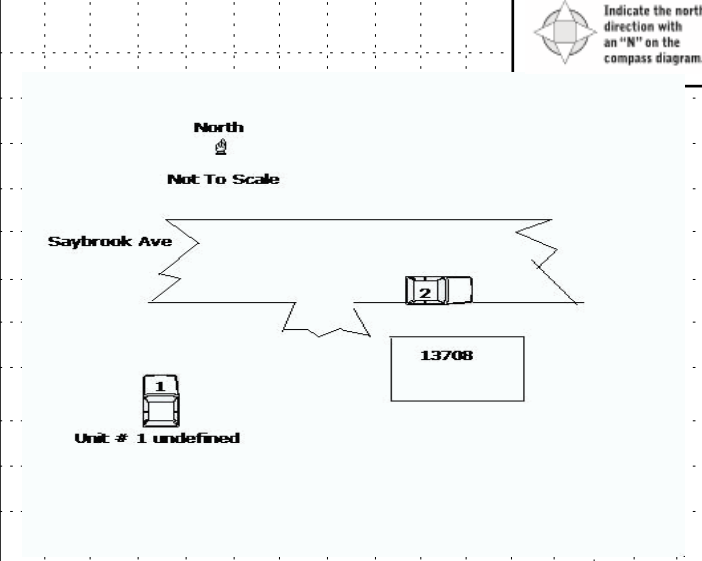 Indicate the north
direction with
an "N" on the
compass diagram.
North
Not To Scale
Saybrook Ave
2
13708
1
Unit # 1 undefined